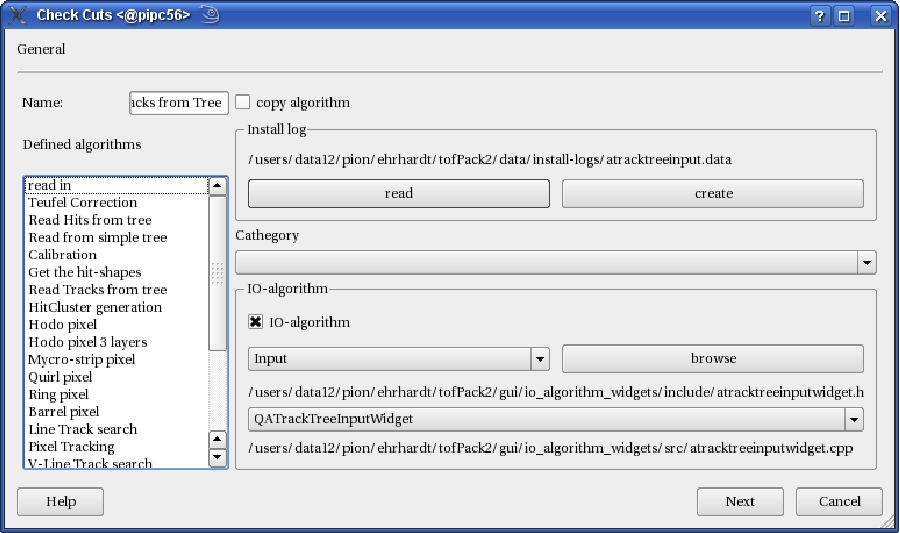 Check Cuts <@pipc56>
General
Name:
acks from Tree
copy algorithm
Defined algorithms
read in
Teufel Correction
Read Hits from tree
Read from simple tree
Calibration
Get the hit-shapes
Read Tracks from tree
HitCluster generation
Hodo pixel
Hodo pixel 3 layers
Mycro-strip pixel
Quirl pixel
Ring pixel
Barrel pixel
Line Track search
Pixel Tracking
V-Line Track search
Install log
/users/data12/pion/ehrhardt/tofPack2/data/install-logs/atracktreeinput.data
read
create
Cathegory
IO-algorithm
IO-algorithm
Input
browse
/users/data12/pion/ehrhardt/tofPack2/gui/io_algorithm_widgets/include/atracktreeinputwidget.h
QATrackTreeInputWidget
/users/data12/pion/ehrhardt/tofPack2/gui/io_algorithm_widgets/src/atracktreeinputwidget.cpp
Help
Next
Cancel